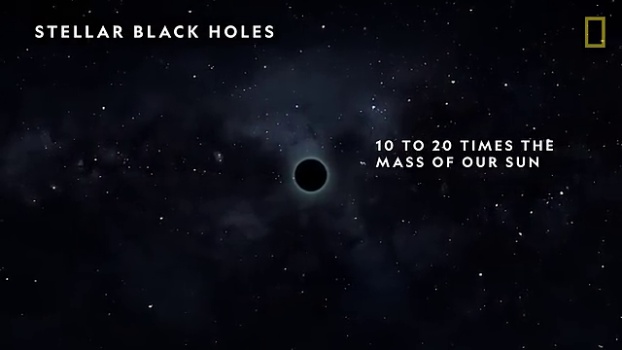 STELLAR BLACK HOLES
10 TO 20 TIMES THE
MASS OF OUR SUN